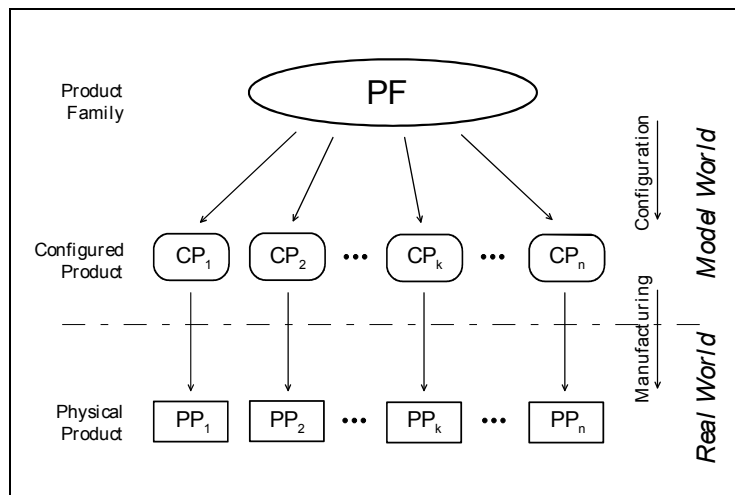 Product
Family
PF
Configuration
Model World
Configured
Product
CP1
CP2
•••
CPk
•••
CPn
Manufacturing
Real World
Physical
Product
PP1
PP2
•••
PPk
•••
PPn